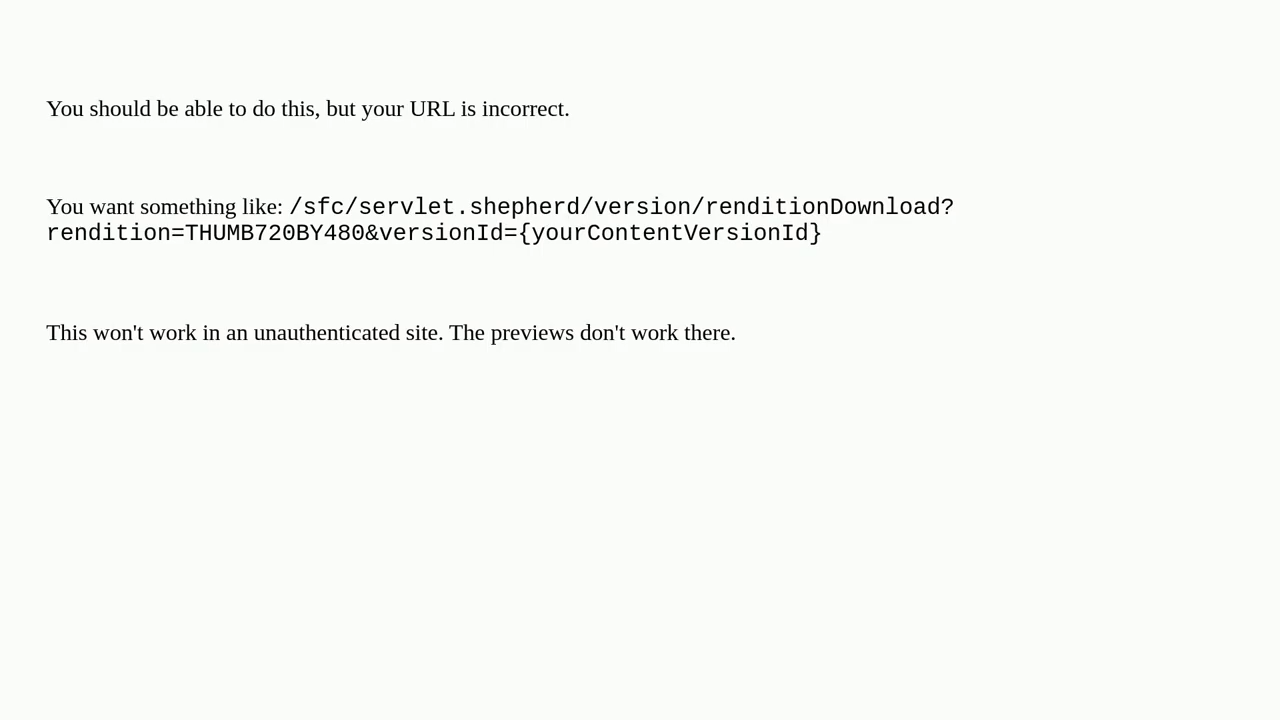 You should be able to do this, but your URL is incorrect.
You want something like: /sfc/servlet.shepherd/version/renditionDownload?
rendition=THUMB720BY480&versionId={yourContentVersionId}
This won't work in an unauthenticated site. The previews don't work there.